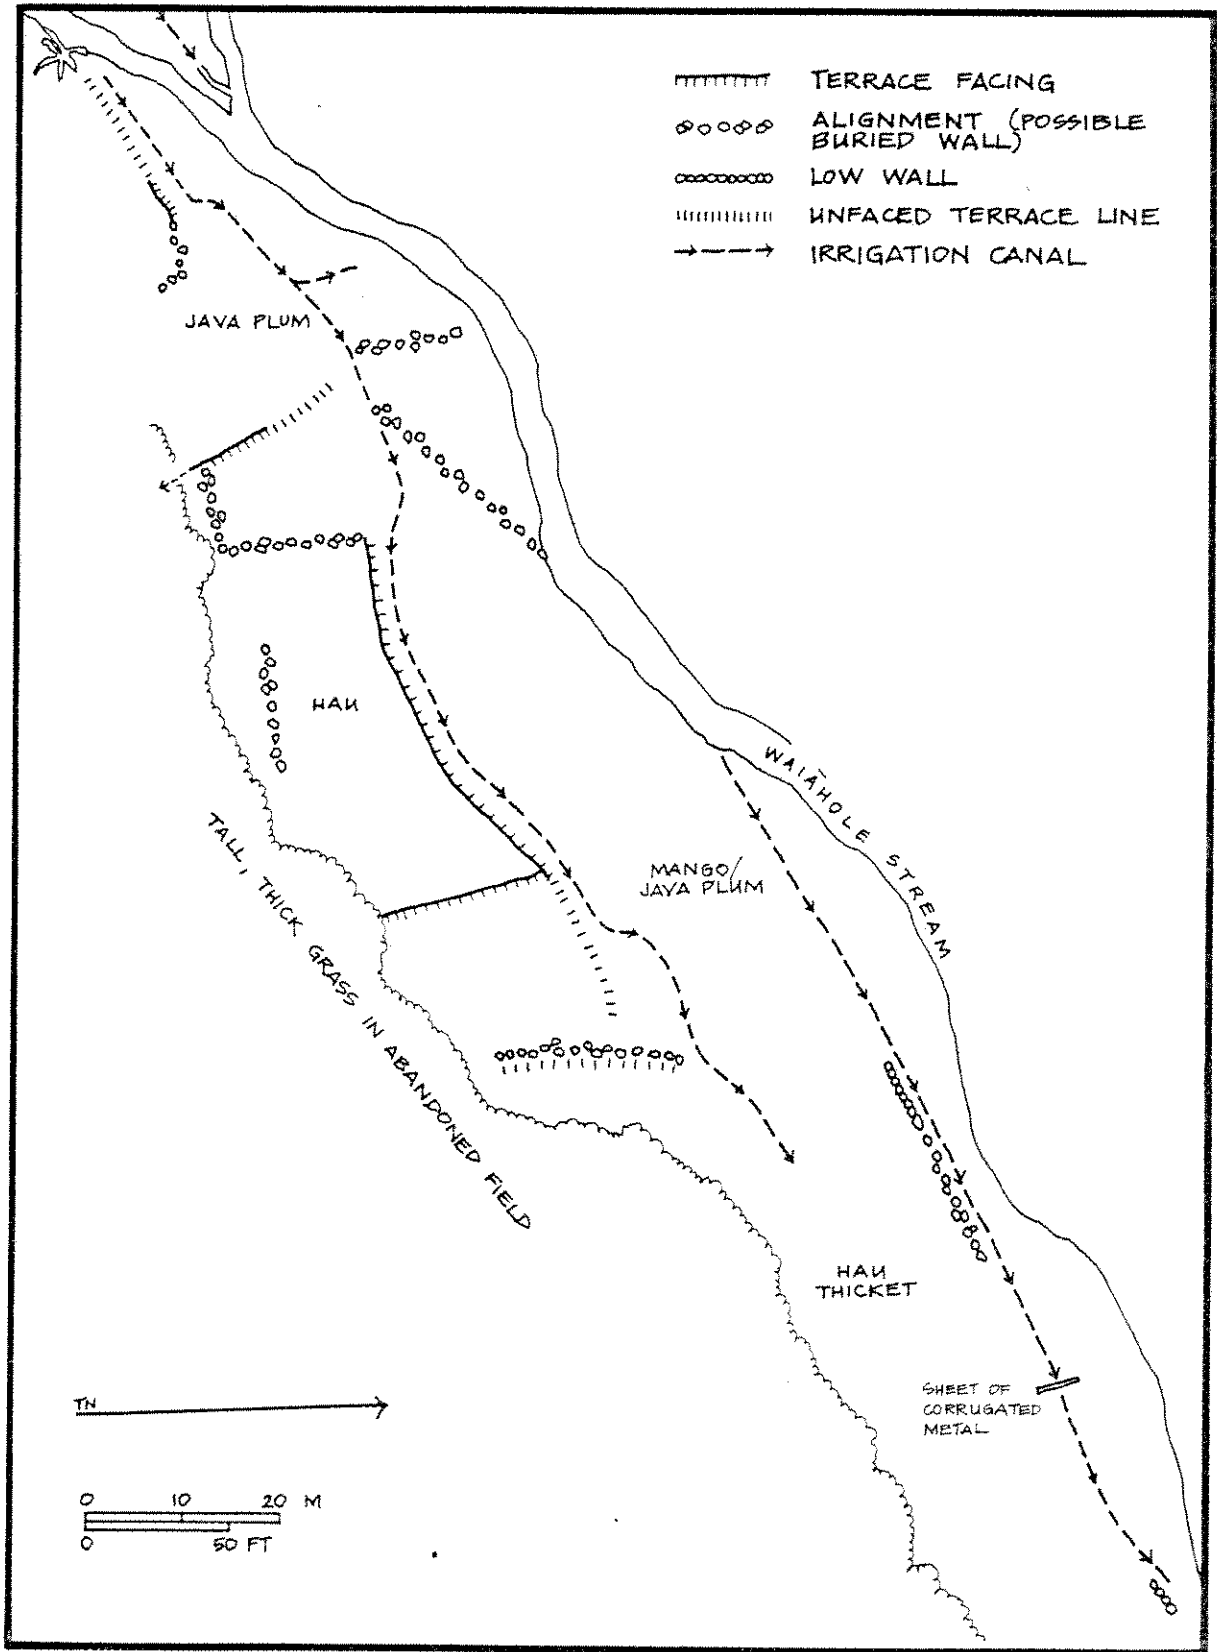 TERRACE FACING
ALIGNMENT (POSSIBLE
BURIED WALL)
LOW WALL
UNFACED TERRACE LINE
IRRIGATION CANAL
JAVA PLUM
HAU
WAIĀHOLE STREAM
MANGO/
JAVA PLUM
TALL, THICK GRASS IN ABANDONED FIELD
HAU
THICKET
SHEET OF
CORRUGATED
METAL
TN
0 10 20 M
0 50 FT